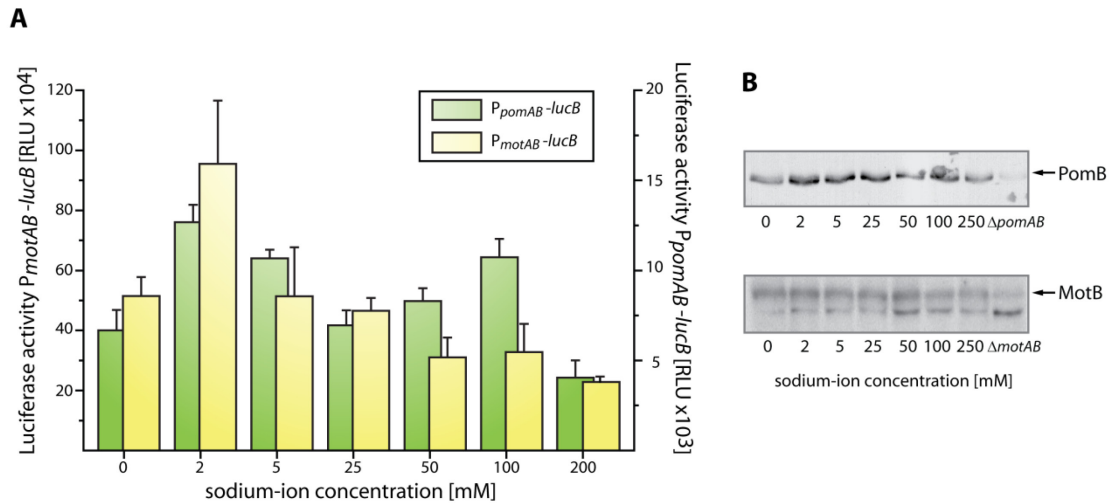 A
Luciferase activity PmotAB-lucB [RLU x10⁴]
120
100
80
60
40
20
PpomAB-lucB
PmotAB-lucB
20
15
10
5
Luciferase activity PpomAB-lucB [RLU x10³]
0 2 5 25 50 100 200
sodium-ion concentration [mM]
B
PomB
0 2 5 25 50 100 250 ΔpomAB
MotB
0 2 5 25 50 100 250 ΔmotAB
sodium-ion concentration [mM]